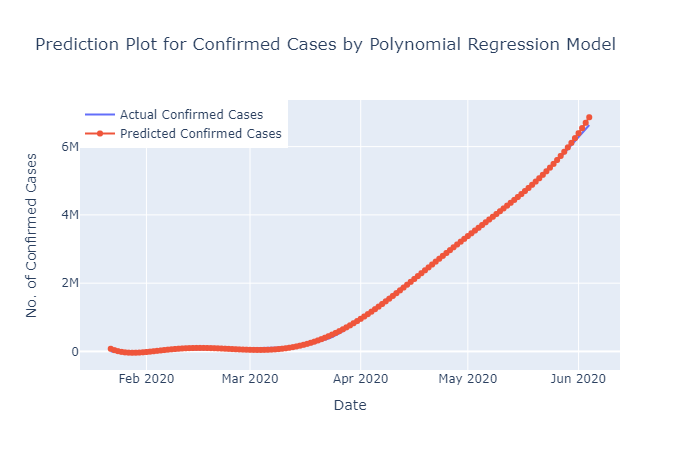 Prediction Plot for Confirmed Cases by Polynomial Regression Model
Actual Confirmed Cases
Predicted Confirmed Cases
No. of Confirmed Cases
6M
4M
2M
0
Feb 2020
Mar 2020
Apr 2020
May 2020
Jun 2020
Date